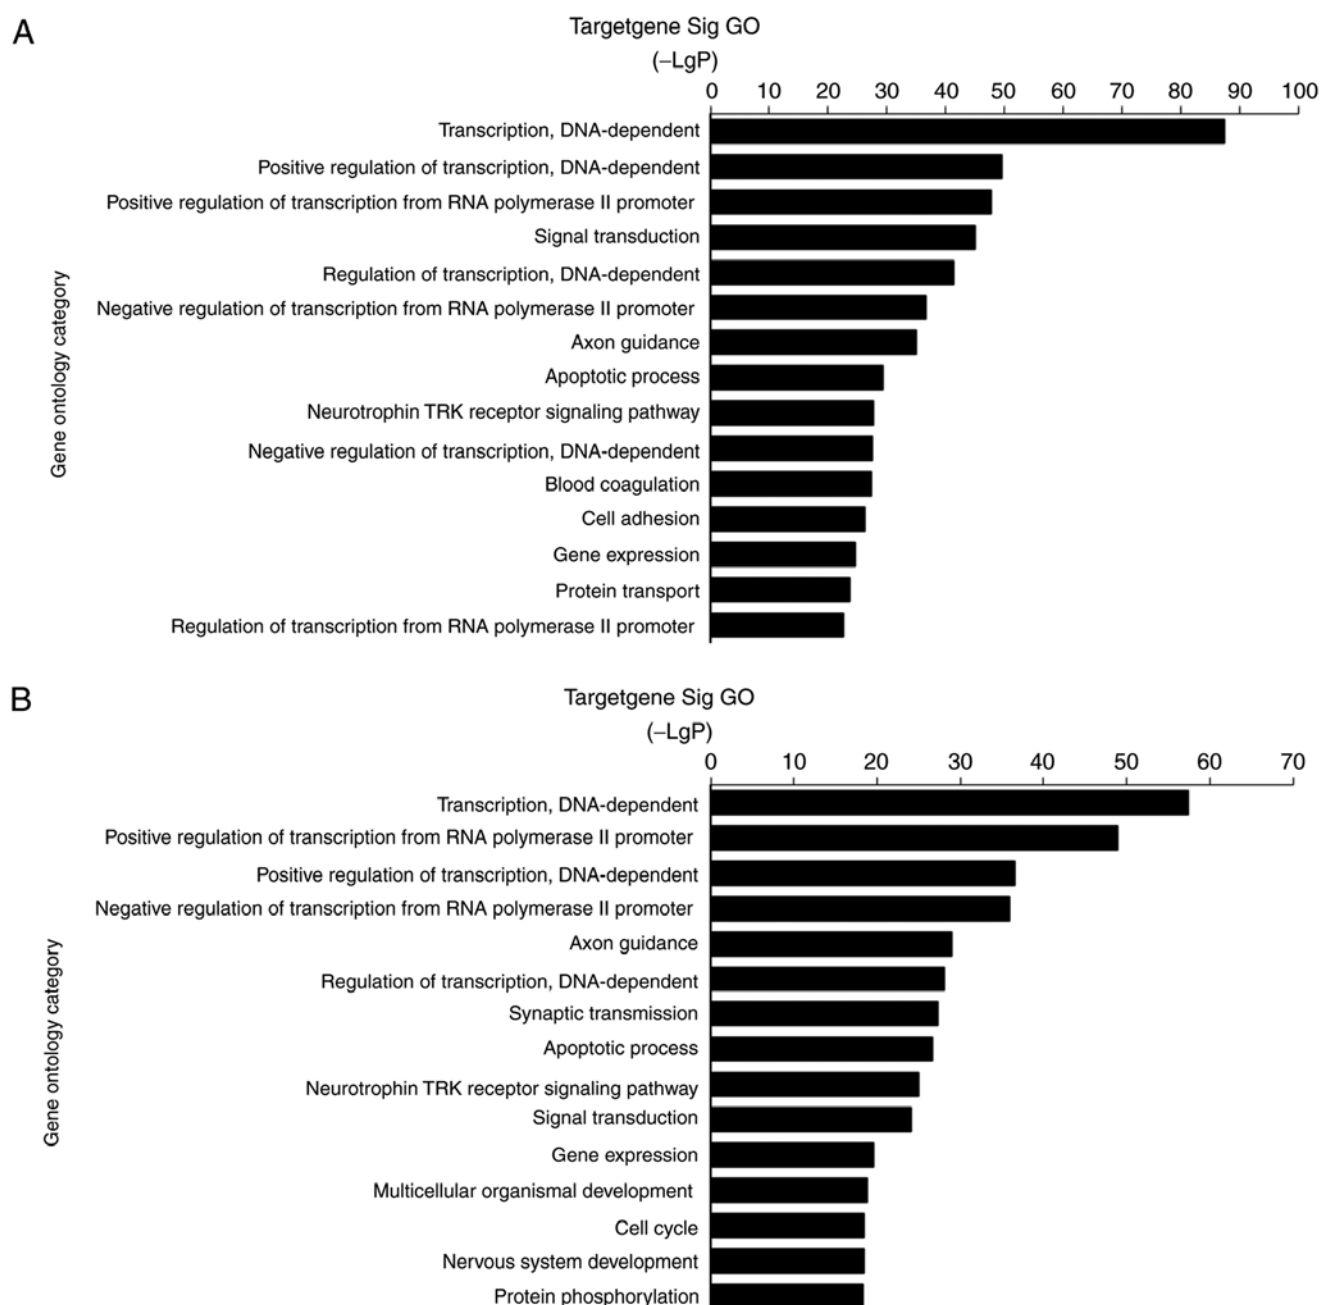 A
Targetgene Sig GO
(–LgP)
0 10 20 30 40 50 60 70 80 90 100
Gene ontology category
Transcription, DNA-dependent
Positive regulation of transcription, DNA-dependent
Positive regulation of transcription from RNA polymerase II promoter
Signal transduction
Regulation of transcription, DNA-dependent
Negative regulation of transcription from RNA polymerase II promoter
Axon guidance
Apoptotic process
Neurotrophin TRK receptor signaling pathway
Negative regulation of transcription, DNA-dependent
Blood coagulation
Cell adhesion
Gene expression
Protein transport
Regulation of transcription from RNA polymerase II promoter
B
Targetgene Sig GO
(–LgP)
0 10 20 30 40 50 60 70
Gene ontology category
Transcription, DNA-dependent
Positive regulation of transcription from RNA polymerase II promoter
Positive regulation of transcription, DNA-dependent
Negative regulation of transcription from RNA polymerase II promoter
Axon guidance
Regulation of transcription, DNA-dependent
Synaptic transmission
Apoptotic process
Neurotrophin TRK receptor signaling pathway
Signal transduction
Gene expression
Multicellular organismal development
Cell cycle
Nervous system development
Protein phosphorylation